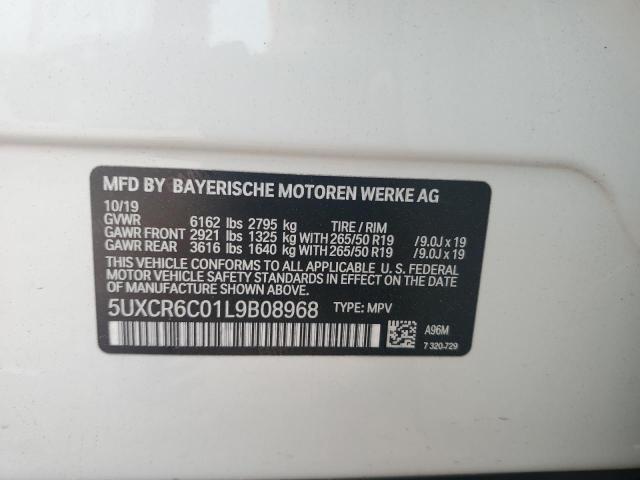 MFD BY BAYERISCHE MOTOREN WERKE AG
10/19
GVWR 6162 lbs 2795 kg TIRE / RIM
GAWR FRONT 2921 lbs 1325 kg WITH 265/50 R19 /9.0J x 19
GAWR REAR 3616 lbs 1640 kg WITH 265/50 R19 /9.0J x 19
THIS VEHICLE CONFORMS TO ALL APPLICABLE U.S. FEDERAL
MOTOR VEHICLE SAFETY STANDARDS IN EFFECT ON THE
DATE OF MANUFACTURE SHOWN ABOVE.
5UXCR6C01L9B08968 TYPE: MPV
A96M
7 320-729